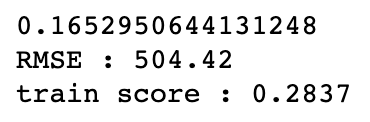 0.1652950644131248
RMSE : 504.42
train score : 0.2837